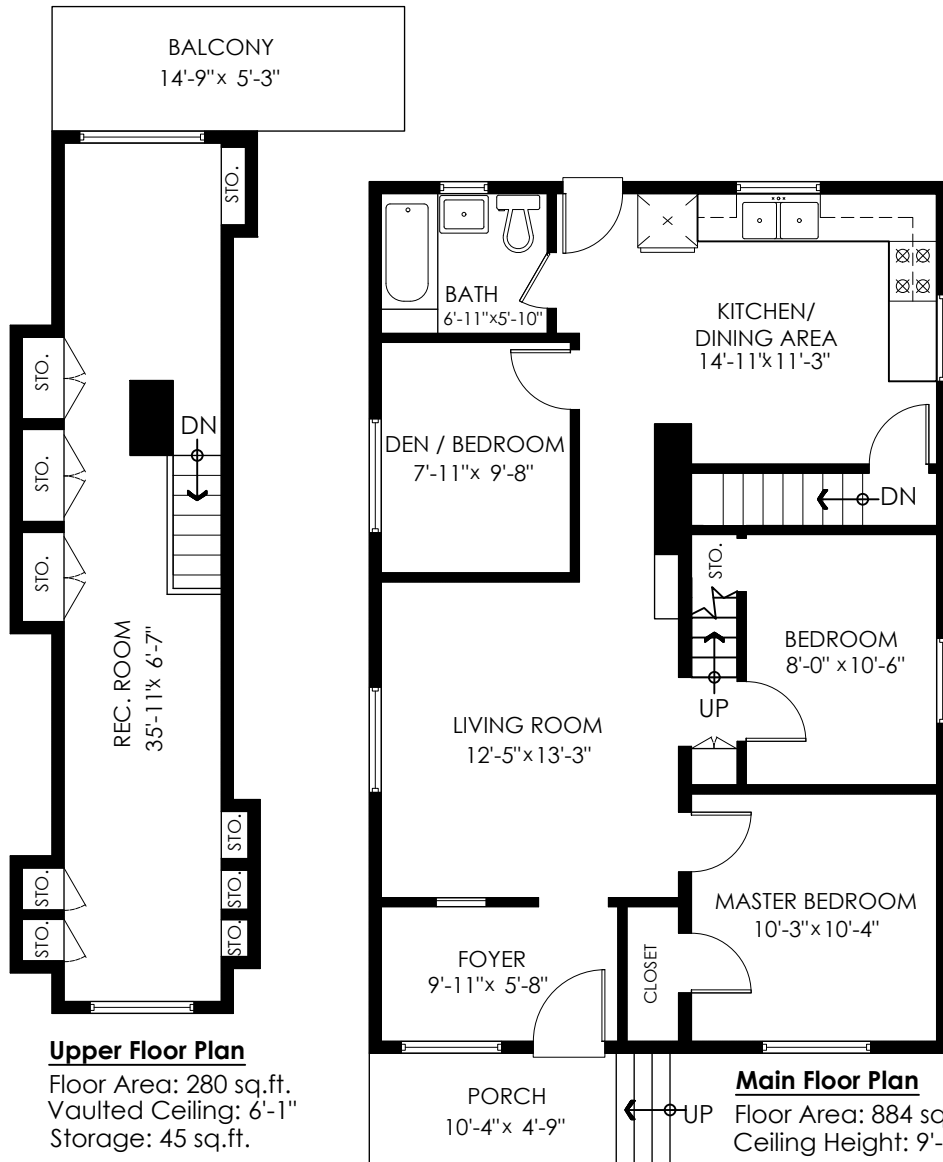 BALCONY
14'-9" x 5'-3"
STO.
STO.
STO.
STO.
DN
REC. ROOM
35'-11" x 6'-7"
STO.
STO.
STO.
STO.
STO.
Upper Floor Plan
Floor Area: 280 sq.ft.
Vaulted Ceiling: 6'-1"
Storage: 45 sq.ft.
BATH
6'-11" x 5'-10"
KITCHEN/
DINING AREA
14'-11" x 11'-3"
DEN / BEDROOM
7'-11" x 9'-8"
DN
STO.
BEDROOM
8'-0" x 10'-6"
UP
LIVING ROOM
12'-5" x 13'-3"
MASTER BEDROOM
10'-3" x 10'-4"
CLOSET
FOYER
9'-11" x 5'-8"
PORCH
10'-4" x 4'-9"
UP
Main Floor Plan
Floor Area: 884 sq
Ceiling Height: 9'-